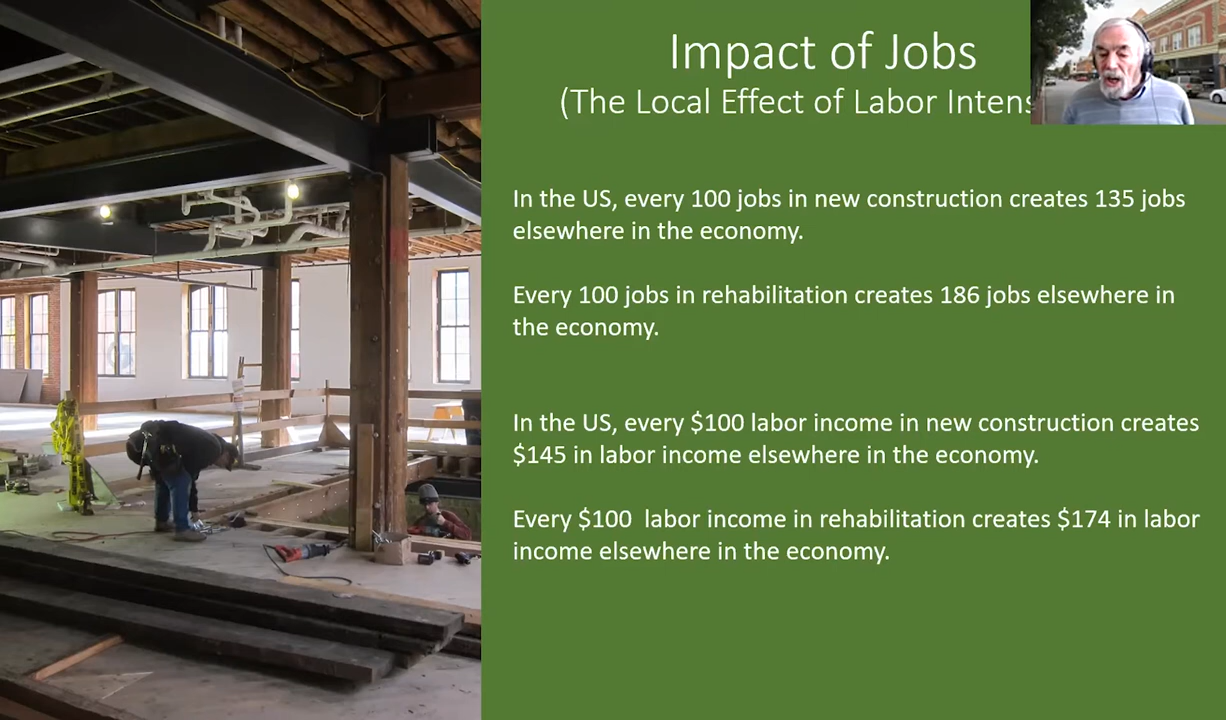 Impact of Jobs
(The Local Effect of Labor
In the US, every 100 jobs in new construction creates 135 jobs
elsewhere in the economy.
Every 100 jobs in rehabilitation creates 186 jobs elsewhere in
the economy.
In the US, every $100 labor income in new construction creates
$145 in labor income elsewhere in the economy.
Every $100 labor income in rehabilitation creates $174 in labor
income elsewhere in the economy.